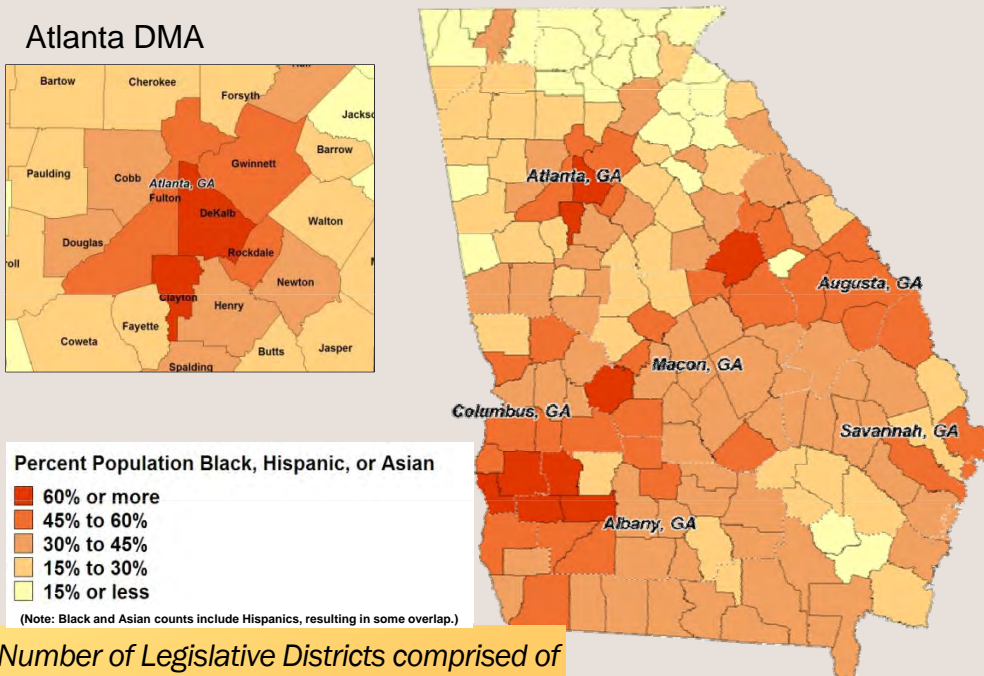 Atlanta DMA
Bartow
Cherokee
Forsyth
Paulding
Cobb
Atlanta, GA
Fulton
Gwinnett
Barrow
DeKalb
Walton
Douglas
Rockdale
Newton
Clayton
Henry
Fayette
Coweta
Spalding
Butts
Jasper
Atlanta, GA
Augusta, GA
Macon, GA
Columbus, GA
Savannah, GA
Albany, GA
Percent Population Black, Hispanic, or Asian
60% or more
45% to 60%
30% to 45%
15% to 30%
15% or less
(Note: Black and Asian counts include Hispanics, resulting in some overlap.)
Number of Legislative Districts comprised of